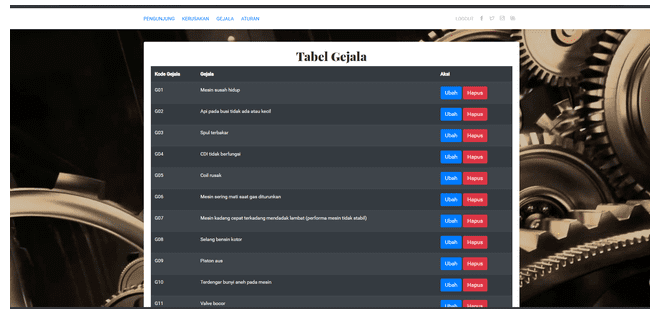 PENGUNJUNG KERUSAKAN GEJALA ATURAN
Tabel Gejala
Kode Gejala Gejala Aksi
G01 Mesin susah hidup Ubah Hapus
G02 Api pada busi tidak ada atau kecil Ubah Hapus
G03 Spul terbakar Ubah Hapus
G04 CDI tidak berfungsi Ubah Hapus
G05 Coil rusak Ubah Hapus
G06 Mesin sering mati saat gas diturunkan Ubah Hapus
G07 Mesin kadang cepat terkadang mendadak lambat (performa mesin tidak stabil) Ubah Hapus
G08 Selang bensin kotor Ubah Hapus
G09 Piston aus Ubah Hapus
G10 Terdengar bunyi aneh pada mesin Ubah Hapus
G11 Valve bocor Ubah Hapus